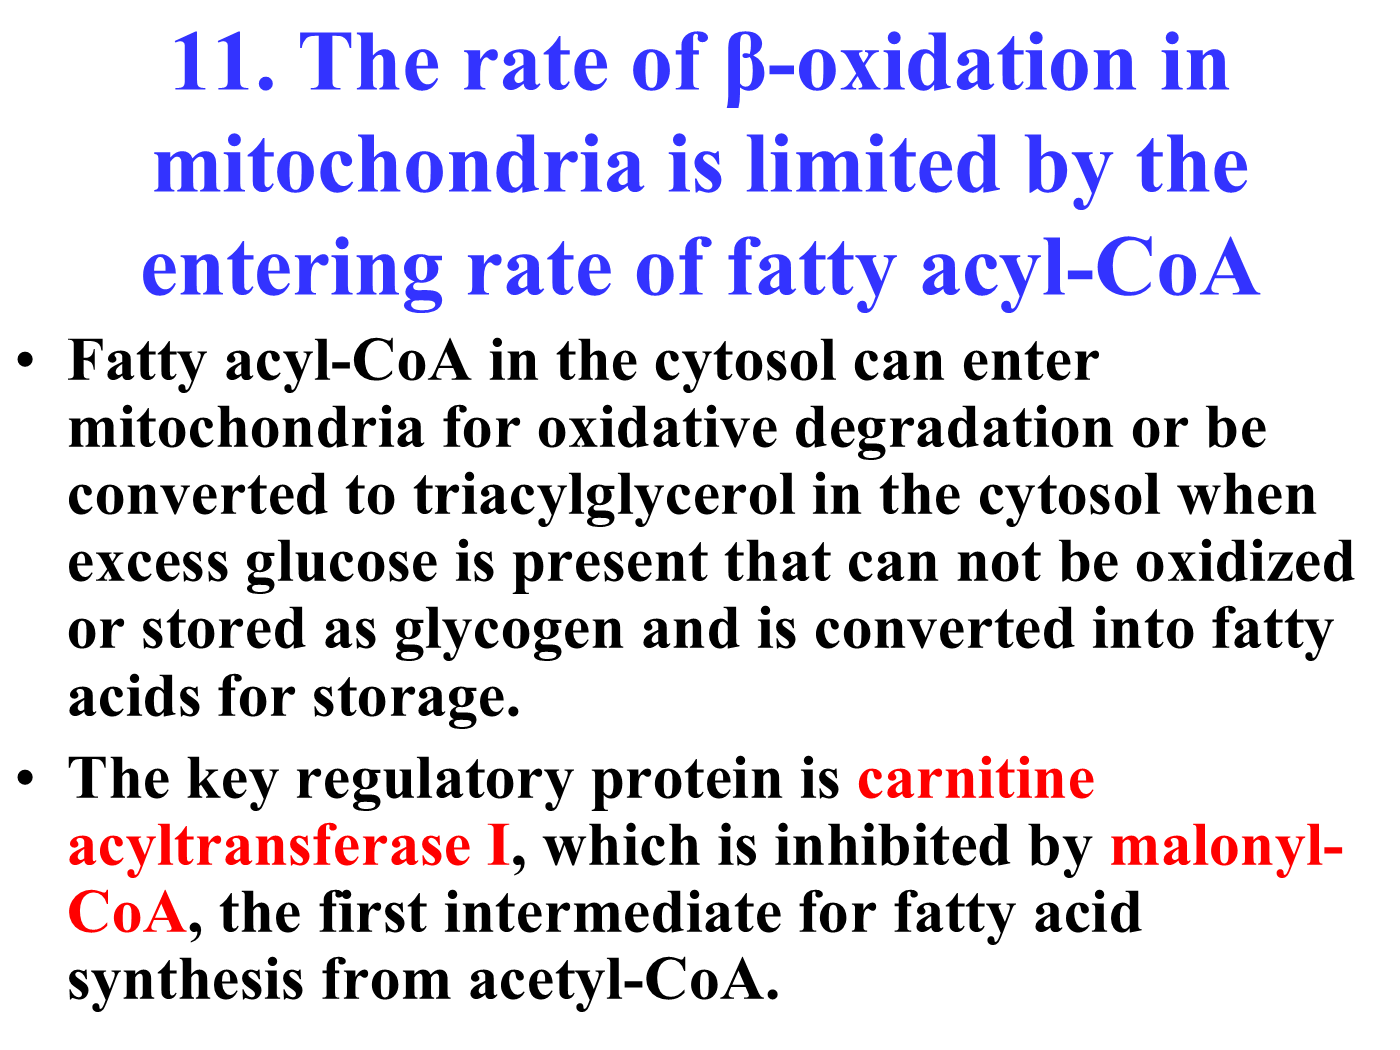 11. The rate of β-oxidation in
mitochondria is limited by the
entering rate of fatty acyl-CoA
• Fatty acyl-CoA in the cytosol can enter
mitochondria for oxidative degradation or be
converted to triacylglycerol in the cytosol when
excess glucose is present that can not be oxidized
or stored as glycogen and is converted into fatty
acids for storage.
• The key regulatory protein is carnitine
acyltransferase I, which is inhibited by malonyl-
CoA, the first intermediate for fatty acid
synthesis from acetyl-CoA.